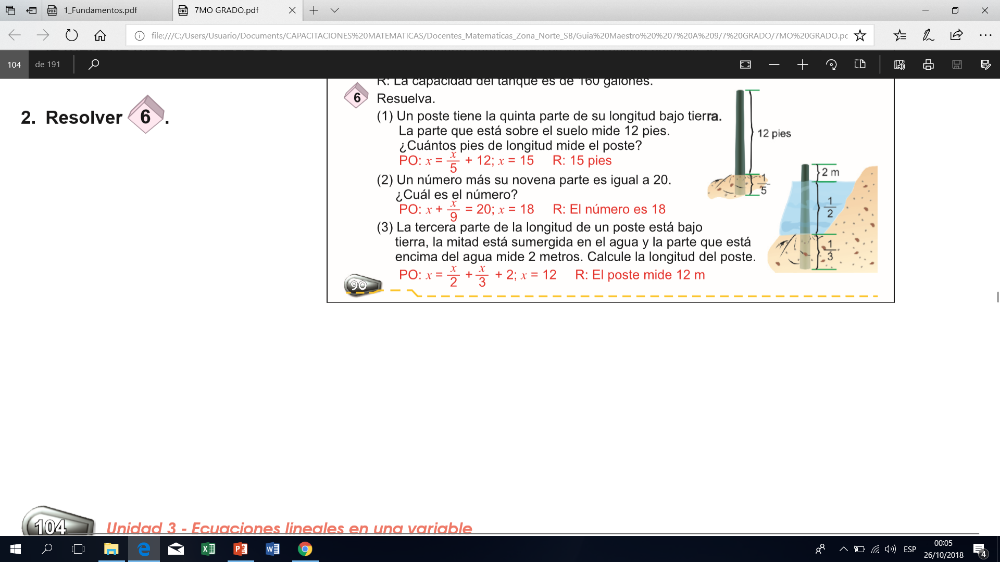 1_Fundamentos.pdf
7MO GRADO.pdf
file:///C:/Users/Usuario/Documents/CAPACITACIONES%20MATEMATICAS/Docentes_Matematicas_Zona_Norte_SB/Guia%20Maestro%20%207%20A%209/7%20GRADO/7MO%20GRADO.pc
104 de 191
R: La capacidad del tanque es de 160 galones.
2. Resolver 6 .
6 Resuelva.
(1) Un poste tiene la quinta parte de su longitud bajo tierra.
La parte que está sobre el suelo mide 12 pies.
¿Cuántos pies de longitud mide el poste?
PO: x = x/5 + 12; x = 15 R: 15 pies
12 pies
1/5
(2) Un número más su novena parte es igual a 20.
¿Cuál es el número?
PO: x + x/9 = 20; x = 18 R: El número es 18
(3) La tercera parte de la longitud de un poste está bajo
tierra, la mitad está sumergida en el agua y la parte que está
encima del agua mide 2 metros. Calcule la longitud del poste.
PO: x = x/2 + x/3 + 2; x = 12 R: El poste mide 12 m
2 m
1/2
1/3
90
104 Unidad 3 - Ecuaciones lineales en una variable
ESP
00:05
26/10/2018
4